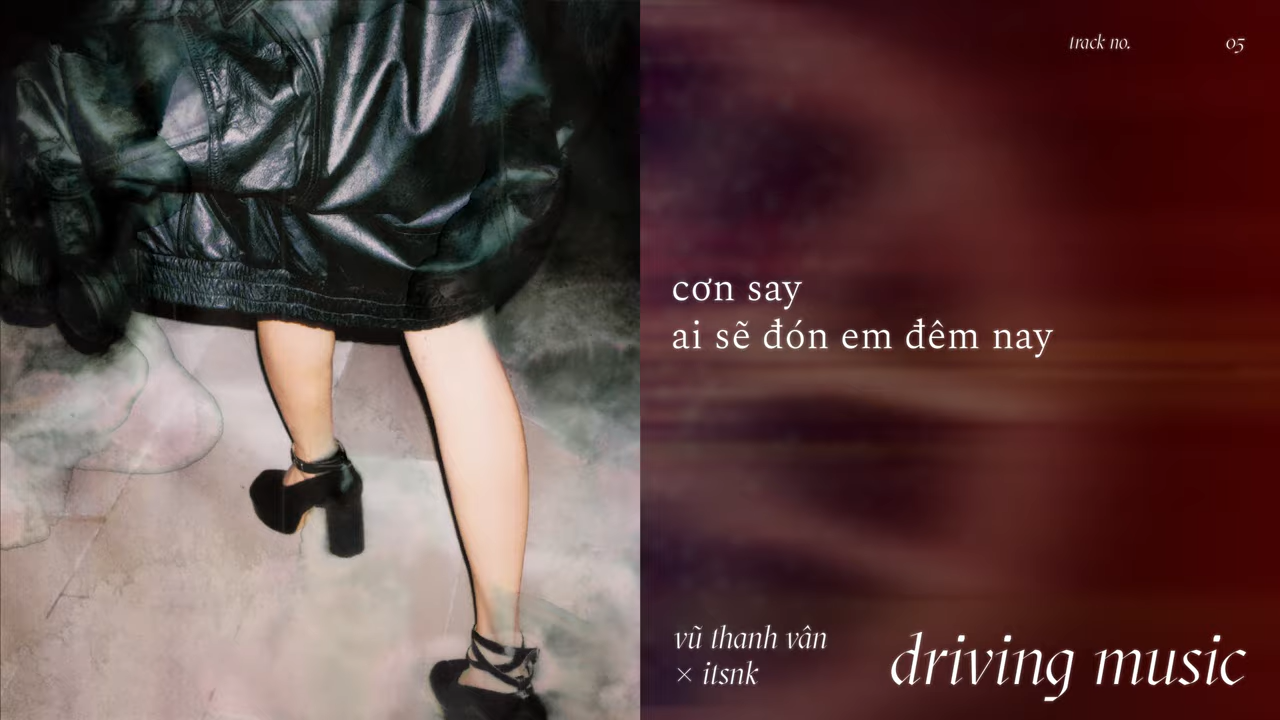 track no. 05
cơn say
ai sẽ đón em đêm nay
vũ thanh vân
× itsnk
driving music